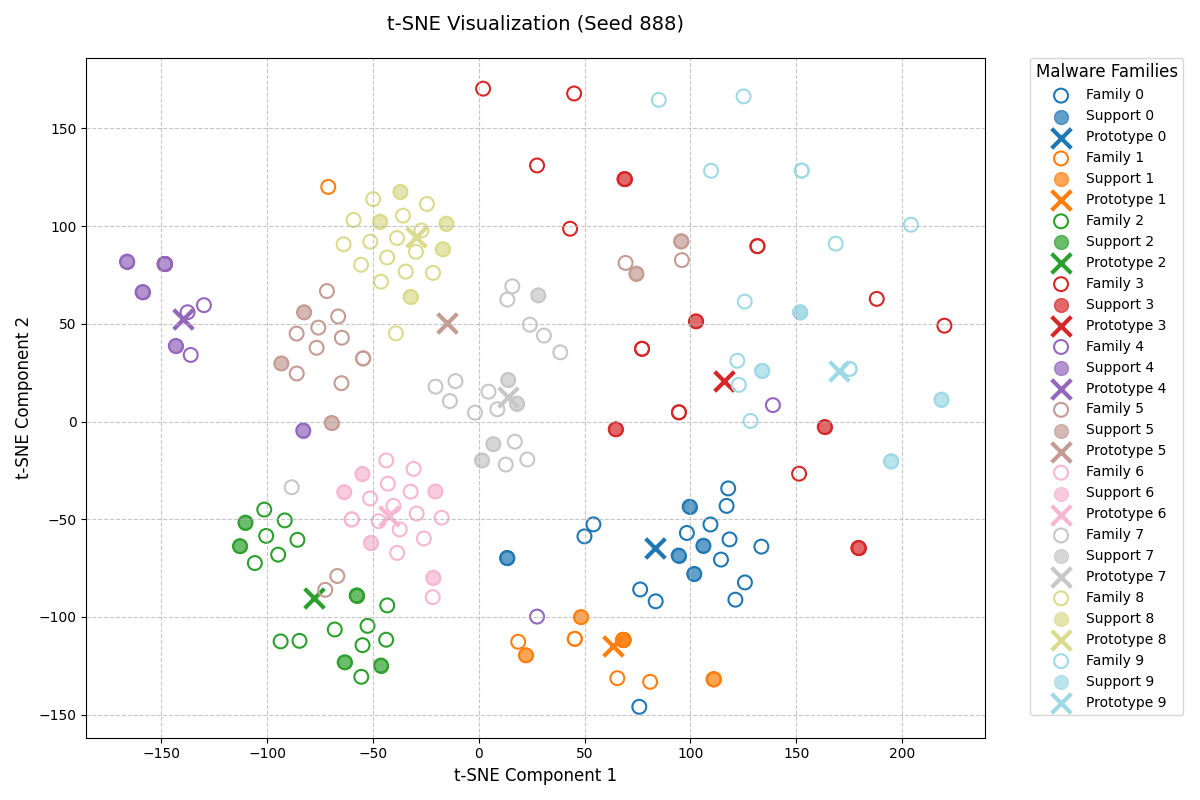 t-SNE Visualization (Seed 888)
t-SNE Component 2
150
100
50
0
−50
−100
−150
−150
−100
−50
0
50
100
150
200
t-SNE Component 1
Malware Families
Family 0
Support 0
Prototype 0
Family 1
Support 1
Prototype 1
Family 2
Support 2
Prototype 2
Family 3
Support 3
Prototype 3
Family 4
Support 4
Prototype 4
Family 5
Support 5
Prototype 5
Family 6
Support 6
Prototype 6
Family 7
Support 7
Prototype 7
Family 8
Support 8
Prototype 8
Family 9
Support 9
Prototype 9